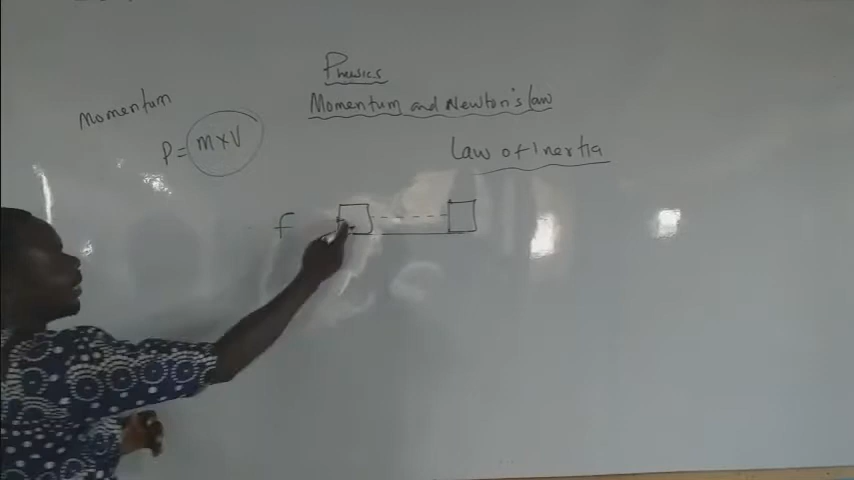 Physics
Momentum and Newton's law
Momentum
P = m x V
Law of Inertia
f